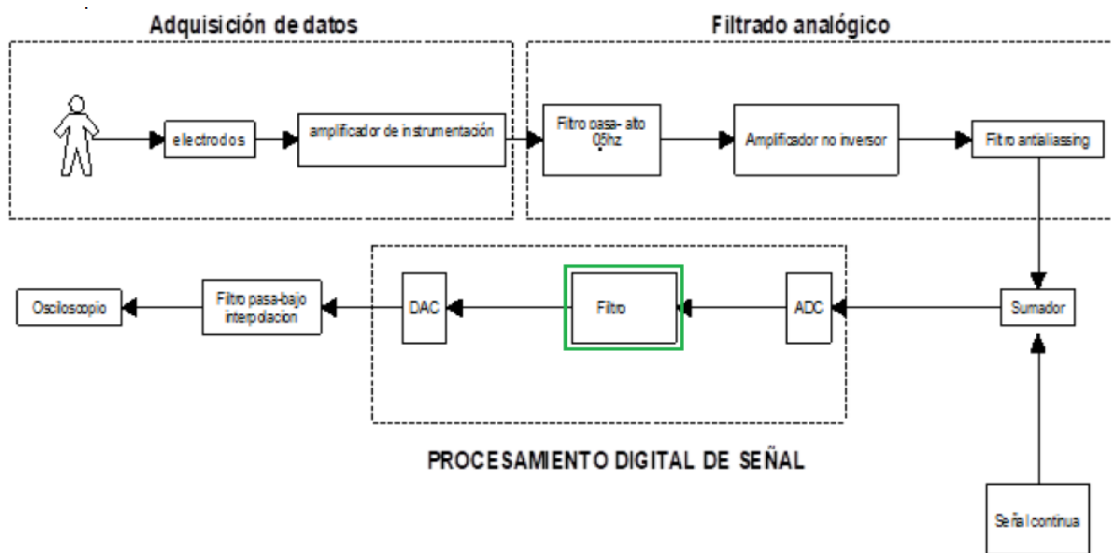 Adquisición de datos
Filtrado analógico
electrodos
amplificador de instrumentación
Filtro pasa-alto
05hz
Amplificador no inversor
Filtro antialiassing
Osciloscopio
Filtro pasa-bajo
interpolacion
DAC
Filtro
ADC
Sumador
PROCESAMIENTO DIGITAL DE SEÑAL
Señal continua